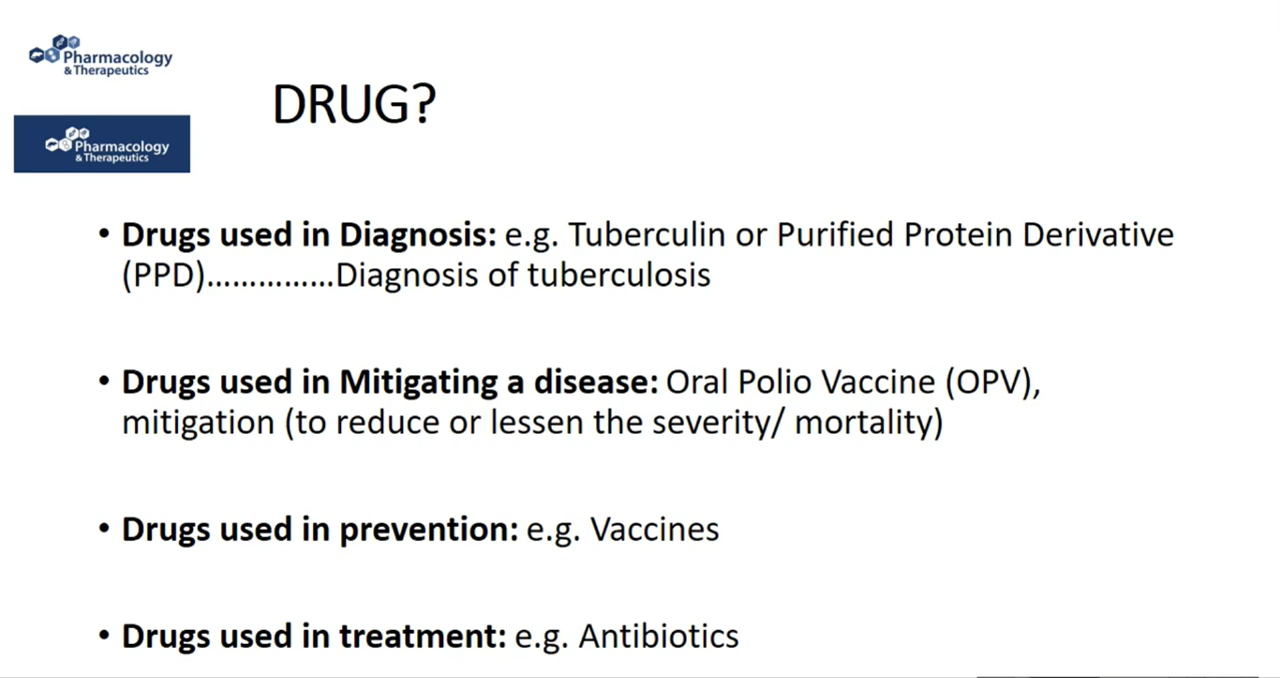 Pharmacology
& Therapeutics
DRUG?
Pharmacology
& Therapeutics
• Drugs used in Diagnosis: e.g. Tuberculin or Purified Protein Derivative
(PPD)...............Diagnosis of tuberculosis
• Drugs used in Mitigating a disease: Oral Polio Vaccine (OPV),
mitigation (to reduce or lessen the severity/ mortality)
• Drugs used in prevention: e.g. Vaccines
• Drugs used in treatment: e.g. Antibiotics